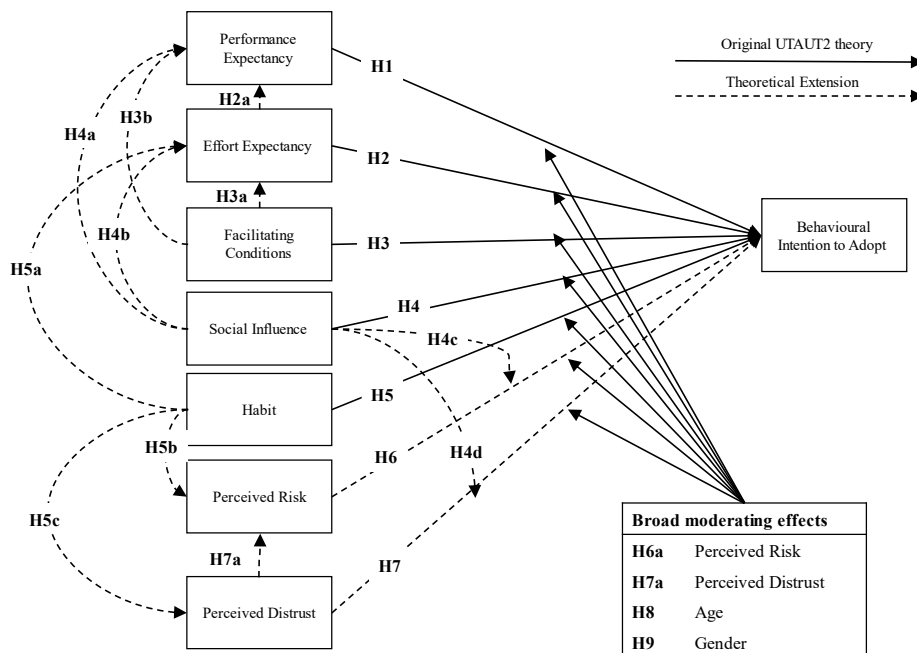 Performance
Expectancy
H1
Original UTAUT2 theory
Theoretical Extension
H2a
H3b
H4a
Effort Expectancy
H2
H3a
H4b
Facilitating
Conditions
H3
Behavioural
Intention to Adopt
H5a
Social Influence
H4
H4c
Habit
H5
H5b
H6
H4d
Perceived Risk
H5c
H7a
H7
Perceived Distrust
Broad moderating effects
H6a Perceived Risk
H7a Perceived Distrust
H8 Age
H9 Gender